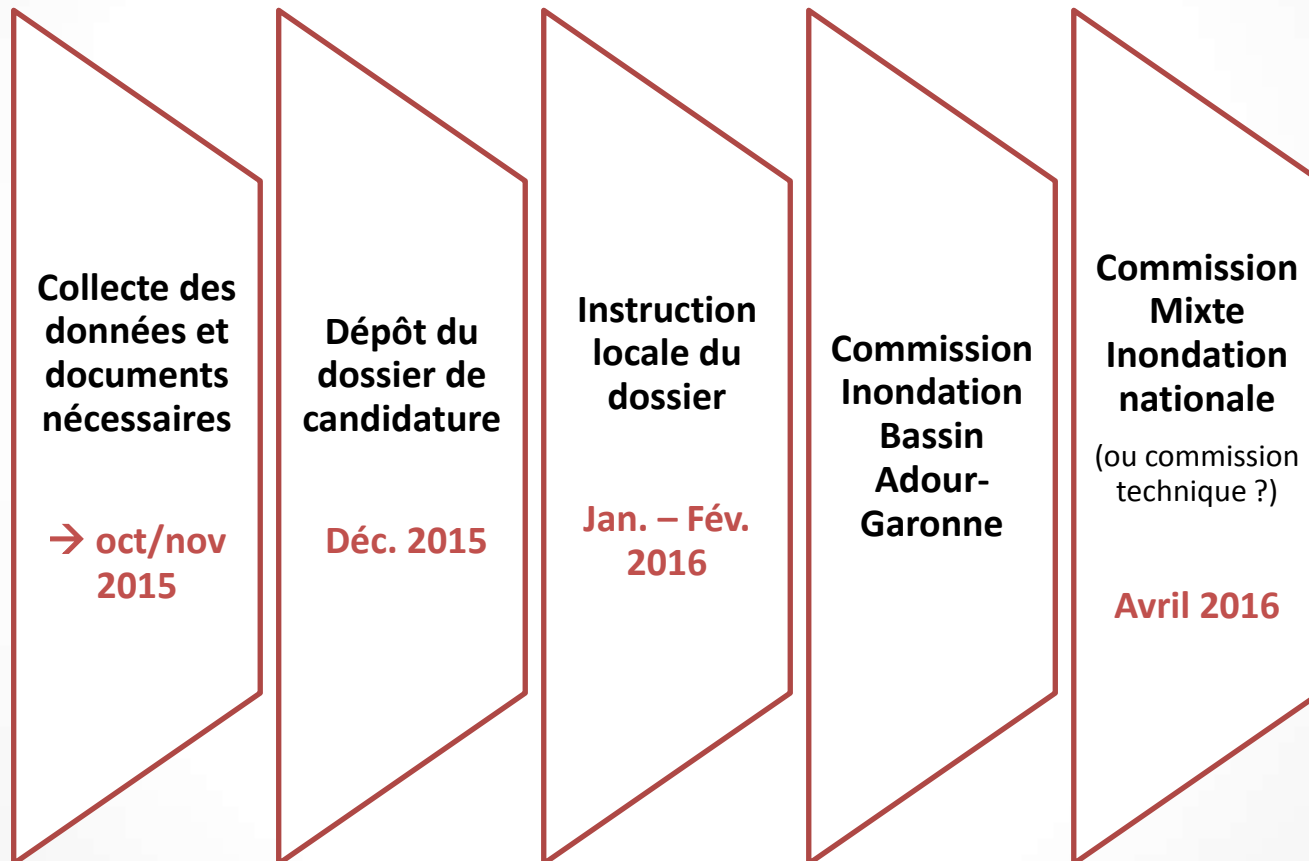 Collecte des
données et
documents
nécessaires
→ oct/nov
2015
Dépôt du
dossier de
candidature
Déc. 2015
Instruction
locale du
dossier
Jan. – Fév.
2016
Commission
Inondation
Bassin
Adour-
Garonne
Commission
Mixte
Inondation
nationale
(ou commission
technique ?)
Avril 2016